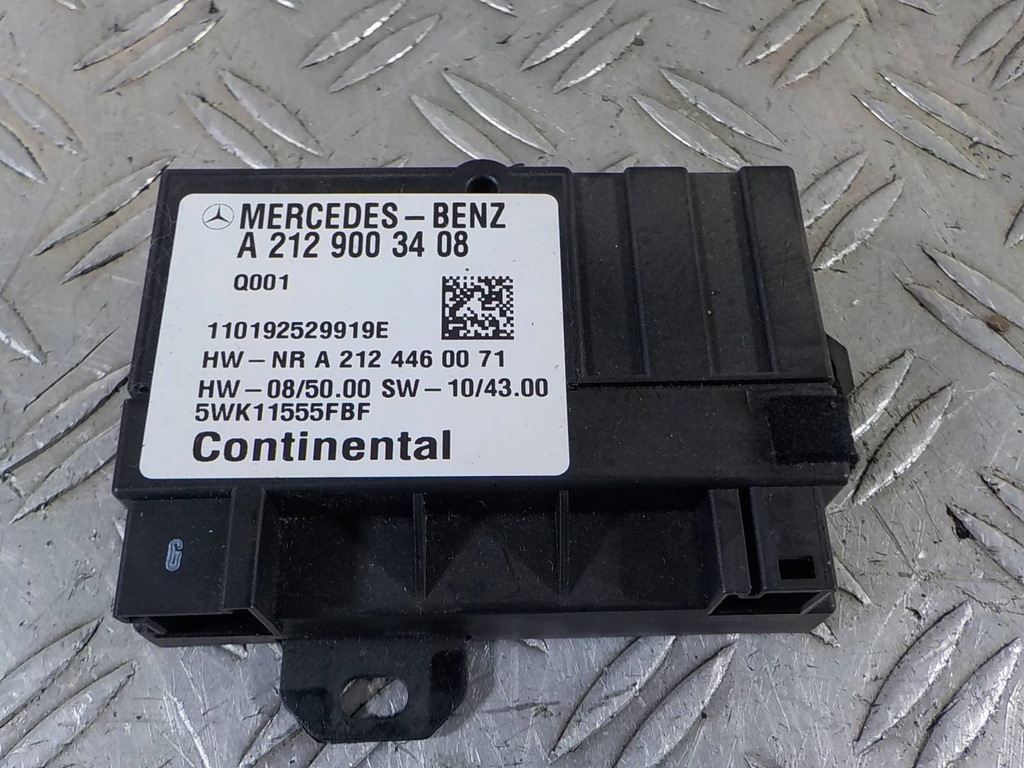 MERCEDES-BENZ
A 212 900 34 08
Q001
110192529919E
HW-NR A 212 446 00 71
HW-08/50.00 SW-10/43.00
5WK11555FBF
Continental